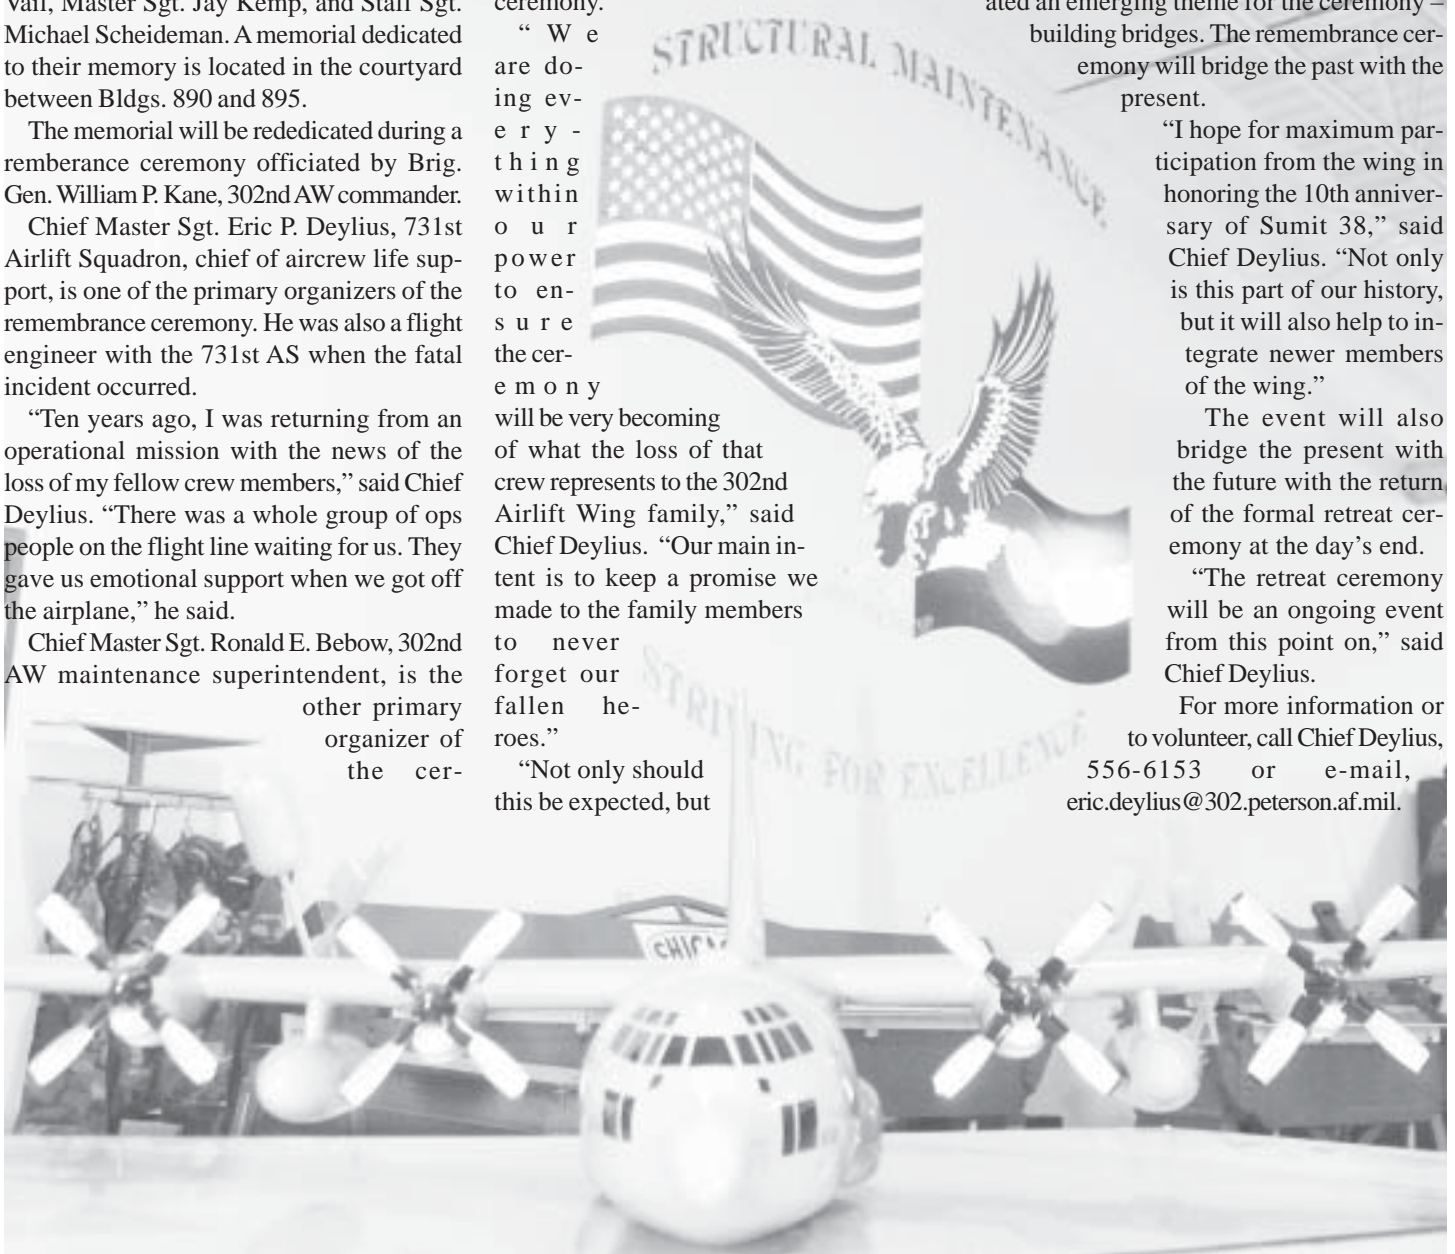 Vail, Master Sgt. Jay Kemp, and Staff Sgt.
Michael Scheideman. A memorial dedicated
to their memory is located in the courtyard
between Bldgs. 890 and 895.
The memorial will be rededicated during a
remberance ceremony officiated by Brig.
Gen. William P. Kane, 302nd AW commander.
Chief Master Sgt. Eric P. Deylius, 731st
Airlift Squadron, chief of aircrew life sup-
port, is one of the primary organizers of the
remembrance ceremony. He was also a flight
engineer with the 731st AS when the fatal
incident occurred.
“Ten years ago, I was returning from an
operational mission with the news of the
loss of my fellow crew members,” said Chief
Deylius. “There was a whole group of ops
people on the flight line waiting for us. They
gave us emotional support when we got off
the airplane,” he said.
Chief Master Sgt. Ronald E. Bebow, 302nd
AW maintenance superintendent, is the
other primary
organizer of
the cer-
ceremony.
“We
are do-
ing ev-
ery-
thing
within
our
power
to en-
sure
the cer-
emony
will be very becoming
of what the loss of that
crew represents to the 302nd
Airlift Wing family,” said
Chief Deylius. “Our main in-
tent is to keep a promise we
made to the family members
to never
forget our
fallen he-
roes.”
“Not only should
this be expected, but
ated an emerging theme for the ceremony –
building bridges. The remembrance cer-
emony will bridge the past with the
present.
“I hope for maximum par-
ticipation from the wing in
honoring the 10th anniver-
sary of Sumit 38,” said
Chief Deylius. “Not only
is this part of our history,
but it will also help to in-
tegrate newer members
of the wing.”
The event will also
bridge the present with
the future with the return
of the formal retreat cer-
emony at the day’s end.
“The retreat ceremony
will be an ongoing event
from this point on,” said
Chief Deylius.
For more information or
to volunteer, call Chief Deylius,
556-6153 or e-mail,
eric.deylius@302.peterson.af.mil.
STRUCTURAL MAINTENANCE
STRIVING FOR EXCELLENCE